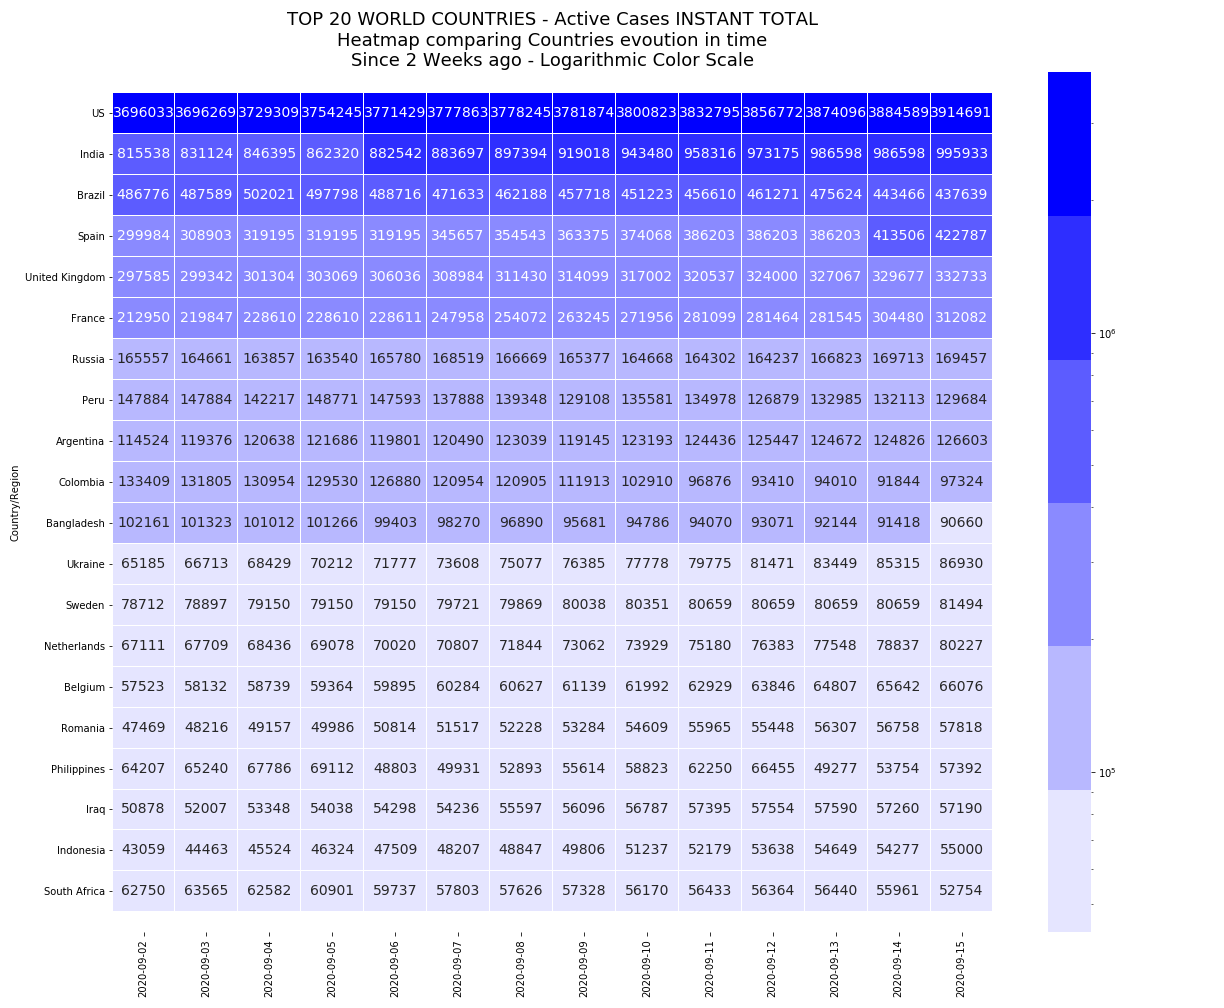 TOP 20 WORLD COUNTRIES - Active Cases INSTANT TOTAL
Heatmap comparing Countries evoution in time
Since 2 Weeks ago - Logarithmic Color Scale
Country/Region
US 3696033 3696269 3729309 3754245 3771429 3777863 3778245 3781874 3800823 3832795 3856772 3874096 3884589 3914691
India 815538 831124 846395 862320 882542 883697 897394 919018 943480 958316 973175 986598 986598 995933
Brazil 486776 487589 502021 497798 488716 471633 462188 457718 451223 456610 461271 475624 443466 437639
Spain 299984 308903 319195 319195 319195 345657 354543 363375 374068 386203 386203 386203 413506 422787
United Kingdom 297585 299342 301304 303069 306036 308984 311430 314099 317002 320537 324000 327067 329677 332733
France 212950 219847 228610 228610 228611 247958 254072 263245 271956 281099 281464 281545 304480 312082
Russia 165557 164661 163857 163540 165780 168519 166669 165377 164668 164302 164237 166823 169713 169457
Peru 147884 147884 142217 148771 147593 137888 139348 129108 135581 134978 126879 132985 132113 129684
Argentina 114524 119376 120638 121686 119801 120490 123039 119145 123193 124436 125447 124672 124826 126603
Colombia 133409 131805 130954 129530 126880 120954 120905 111913 102910 96876 93410 94010 91844 97324
Bangladesh 102161 101323 101012 101266 99403 98270 96890 95681 94786 94070 93071 92144 91418 90660
Ukraine 65185 66713 68429 70212 71777 73608 75077 76385 77778 79775 81471 83449 85315 86930
Sweden 78712 78897 79150 79150 79150 79721 79869 80038 80351 80659 80659 80659 80659 81494
Netherlands 67111 67709 68436 69078 70020 70807 71844 73062 73929 75180 76383 77548 78837 80227
Belgium 57523 58132 58739 59364 59895 60284 60627 61139 61992 62929 63846 64807 65642 66076
Romania 47469 48216 49157 49986 50814 51517 52228 53284 54609 55965 55448 56307 56758 57818
Philippines 64207 65240 67786 69112 48803 49931 52893 55614 58823 62250 66455 49277 53754 57392
Iraq 50878 52007 53348 54038 54298 54236 55597 56096 56787 57395 57554 57590 57260 57190
Indonesia 43059 44463 45524 46324 47509 48207 48847 49806 51237 52179 53638 54649 54277 55000
South Africa 62750 63565 62582 60901 59737 57803 57626 57328 56170 56433 56364 56440 55961 52754
2020-09-02 2020-09-03 2020-09-04 2020-09-05 2020-09-06 2020-09-07 2020-09-08 2020-09-09 2020-09-10 2020-09-11 2020-09-12 2020-09-13 2020-09-14 2020-09-15
10⁶
10⁵